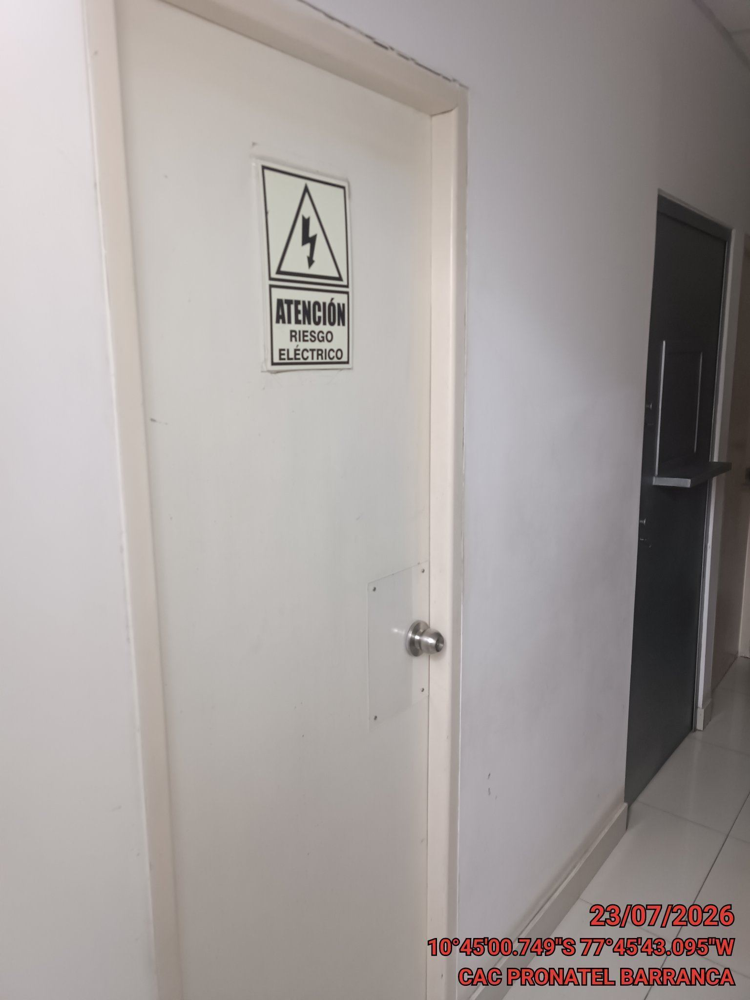 ATENCIÓN
RIESGO
ELÉCTRICO
23/07/2026
10°45'00.749"S 77°45'43.095"W
CAC PRONATEL BARRANCA